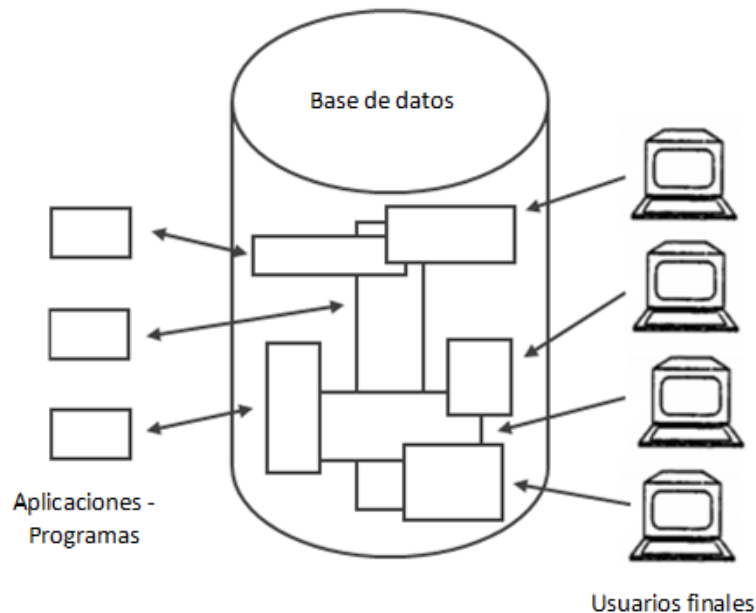 Base de datos
Aplicaciones -
Programas
Usuarios finales